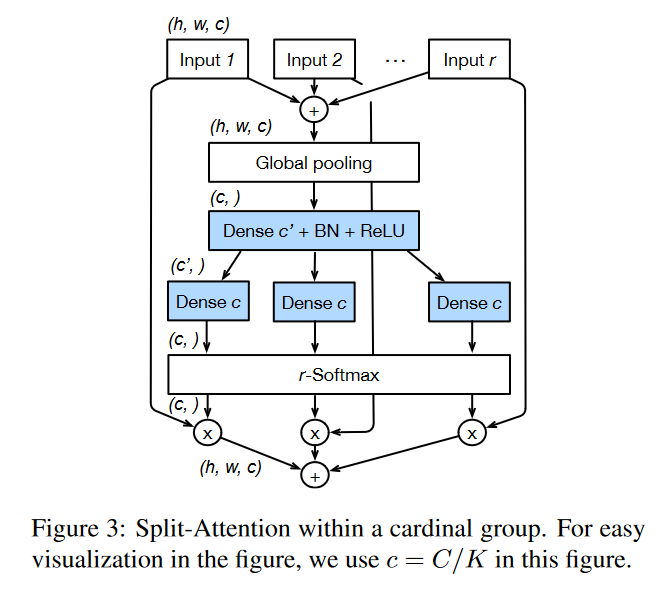 (h, w, c)
Input 1 Input 2 ... Input r
+
(h, w, c)
Global pooling
(c, )
Dense c' + BN + ReLU
(c', )
Dense c Dense c Dense c
(c, )
r-Softmax
(c, )
x x x
(h, w, c)
+
Figure 3: Split-Attention within a cardinal group. For easy
visualization in the figure, we use c = C/K in this figure.